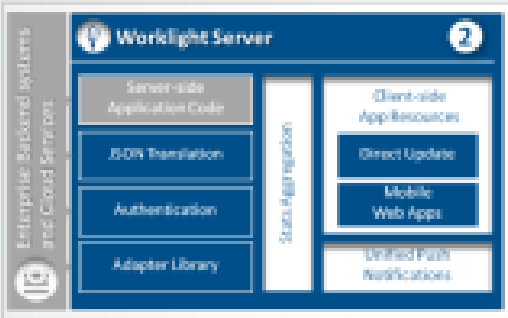 Enterprise Backend systems
and Cloud Services
Worklight Server
2
Server-side
Application Code
JSON Translation
Authentication
Adapter Library
Stats Aggregation
Client-side
App Resources
Direct Update
Mobile
Web Apps
Unified Push
Notifications